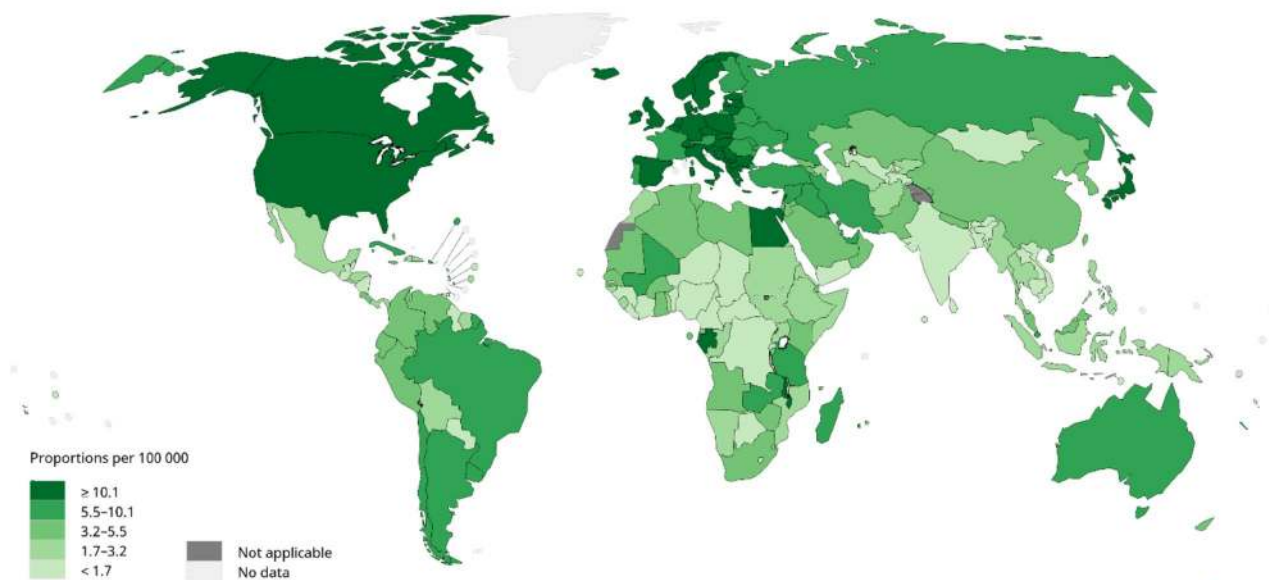 Proportions per 100 000
≥ 10.1
5.5–10.1
3.2–5.5
1.7–3.2
< 1.7
Not applicable
No data